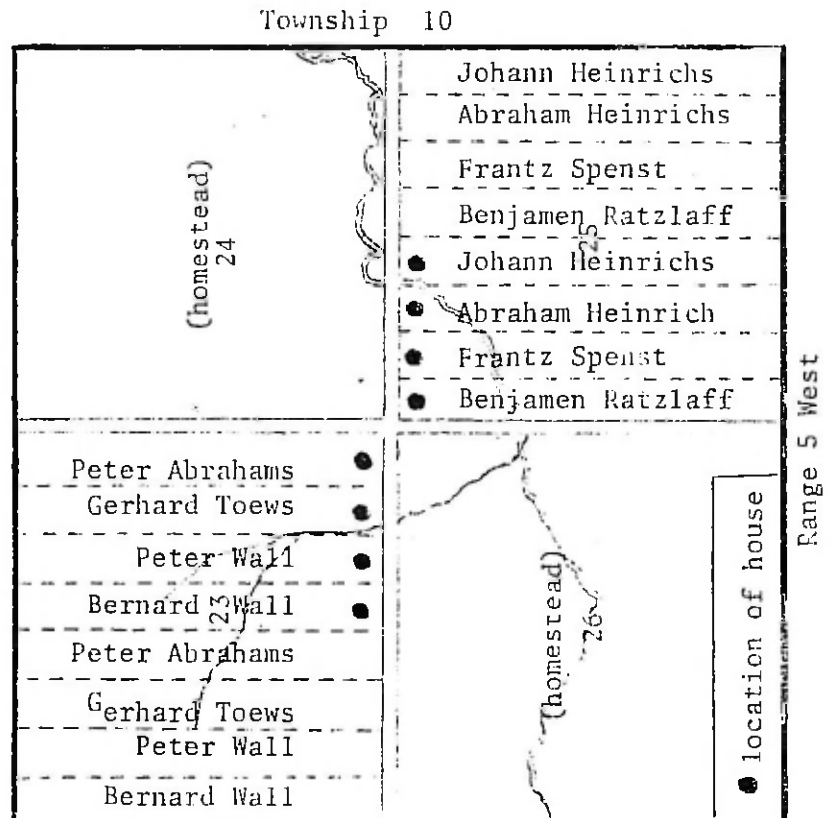 Township 10
Johann Heinrichs
Abraham Heinrichs
Frantz Spenst
Benjamen Ratzlaff
25
Johann Heinrichs
Abraham Heinrich
Frantz Spenst
Benjamen Ratzlaff
(homestead)
24
Peter Abrahams
Gerhard Toews
Peter Wall
Bernard Wall
23
Peter Abrahams
Gerhard Toews
Peter Wall
Bernard Wall
(homestead)
26
location of house
Range 5 West